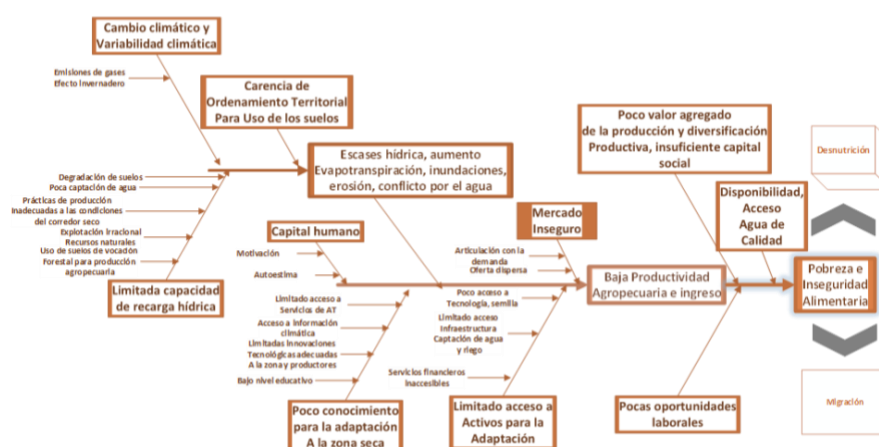 Cambio climático y
Variabilidad climática
Emisiones de gases
Efecto invernadero
Carencia de
Ordenamiento Territorial
Para Uso de los suelos
Escases hídrica, aumento
Evapotranspiración, inundaciones,
erosión, conflicto por el agua
Degradación de suelos
Poca captación de agua
Prácticas de producción
Inadecuadas a las condiciones
del corredor seco
Explotación irracional
Recursos naturales
Uso de suelos de vocación
Forestal para producción
agropecuaria
Limitada capacidad
de recarga hídrica
Capital humano
Motivación
Autoestima
Limitado acceso a
Servicios de AT
Acceso a información
climática
Limitadas innovaciones
Tecnológicas adecuadas
A la zona y productores
Bajo nivel educativo
Poco conocimiento
para la adaptación
A la zona seca
Mercado
Inseguro
Articulación con la
demanda
Oferta dispersa
Poco acceso a
Tecnología, semilla
Limitado acceso
Infraestructura
Captación de agua
y riego
Servicios financieros
inaccesibles
Limitado acceso a
Activos para la
Adaptación
Baja Productividad
Agropecuaria e ingreso
Poco valor agregado
de la producción y diversificación
Productiva, insuficiente capital
social
Disponibilidad,
Acceso
Agua de
Calidad
Pocas oportunidades
laborales
Pobreza e
Inseguridad
Alimentaria
Desnutrición
Migración